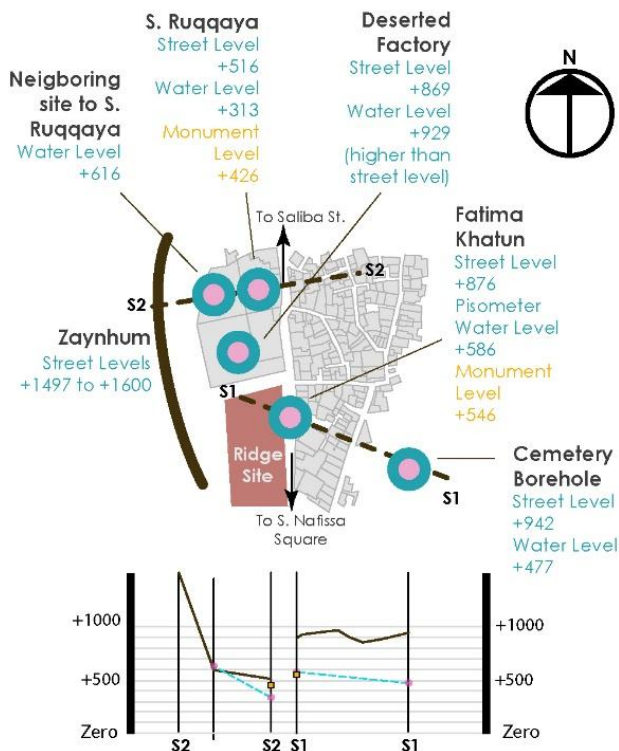 S. Ruqqaya
Street Level
+516
Water Level
+313
Monument
Level
+426
Deserted
Factory
Street Level
+869
Water Level
+929
(higher than
street level)
N
Neigboring
site to S.
Ruqqaya
Water Level
+616
To Saliba St.
Fatima
Khatun
Street Level
+876
Pisometer
Water Level
+586
Monument
Level
+546
S2
S2
Zaynhum
Street Levels
+1497 to +1600
S1
Ridge
Site
S1
To S. Nafissa
Square
Cemetery
Borehole
Street Level
+942
Water Level
+477
+1000
+500
Zero
+1000
+500
Zero
S2
S2
S1
S1